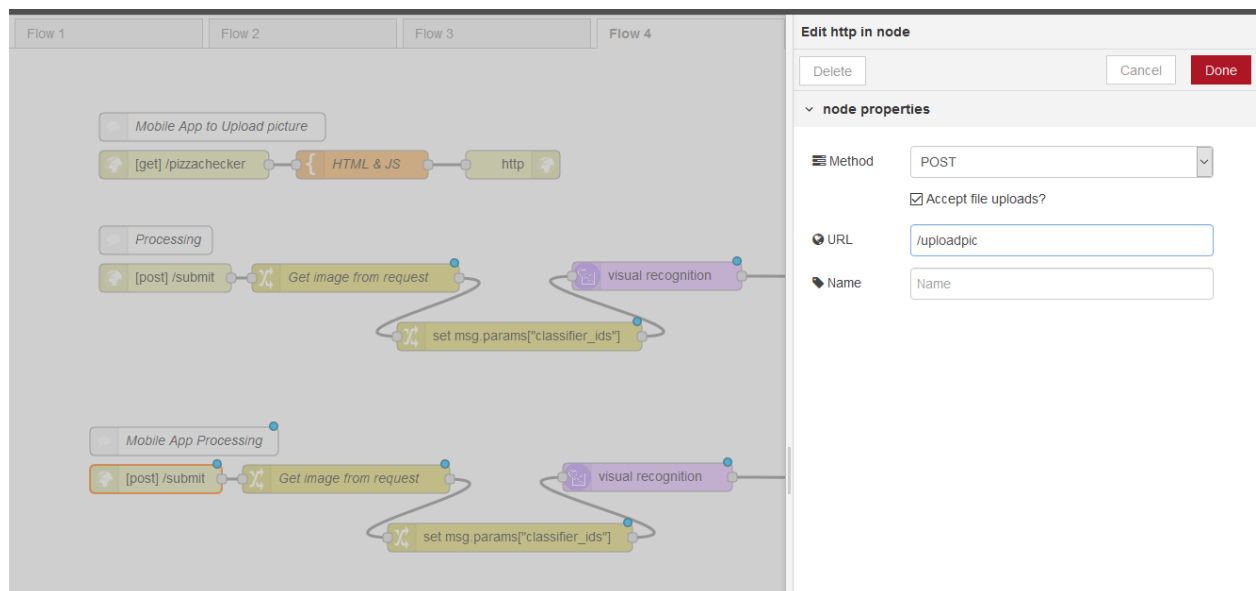 Flow 1
Flow 2
Flow 3
Flow 4
Mobile App to Upload picture
[get] /pizzachecker
HTML & JS
http
Processing
[post] /submit
Get image from request
visual recognition
set msg.params["classifier_ids"]
Mobile App Processing
[post] /submit
Get image from request
visual recognition
set msg.params["classifier_ids"]
Edit http in node
Delete
Cancel
Done
node properties
Method
POST
Accept file uploads?
URL
/uploadpic
Name
Name